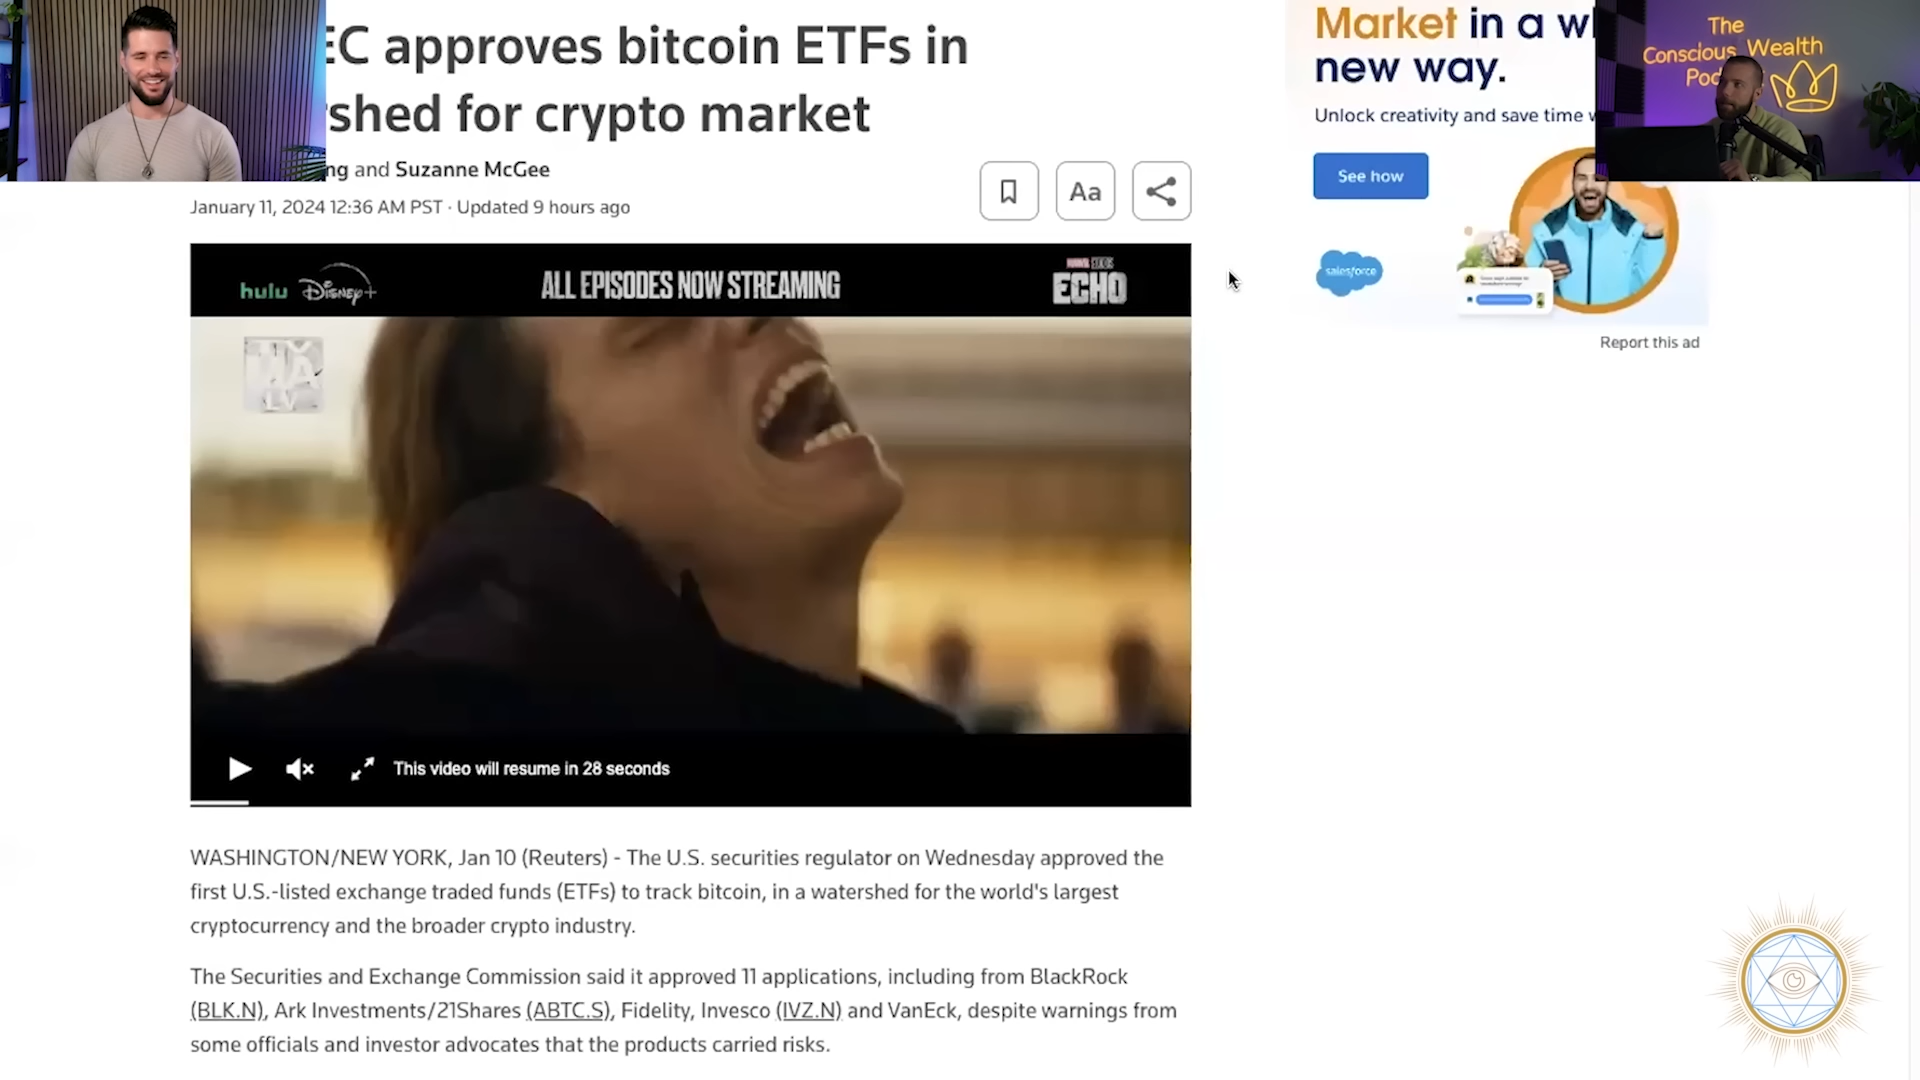 EC approves bitcoin ETFs in
shed for crypto market
ng and Suzanne McGee
January 11, 2024 12:36 AM PST · Updated 9 hours ago
Aa
Market in a w
new way.
Unlock creativity and save time w
See how
salesforce
Report this ad
The
Conscious Wealth
Pod
hulu Disney+
ALL EPISODES NOW STREAMING
MARVEL STUDIOS
ECHO
This video will resume in 28 seconds
WASHINGTON/NEW YORK, Jan 10 (Reuters) - The U.S. securities regulator on Wednesday approved the
first U.S.-listed exchange traded funds (ETFs) to track bitcoin, in a watershed for the world's largest
cryptocurrency and the broader crypto industry.
The Securities and Exchange Commission said it approved 11 applications, including from BlackRock
(BLK.N), Ark Investments/21Shares (ABTC.S), Fidelity, Invesco (IVZ.N) and VanEck, despite warnings from
some officials and investor advocates that the products carried risks.